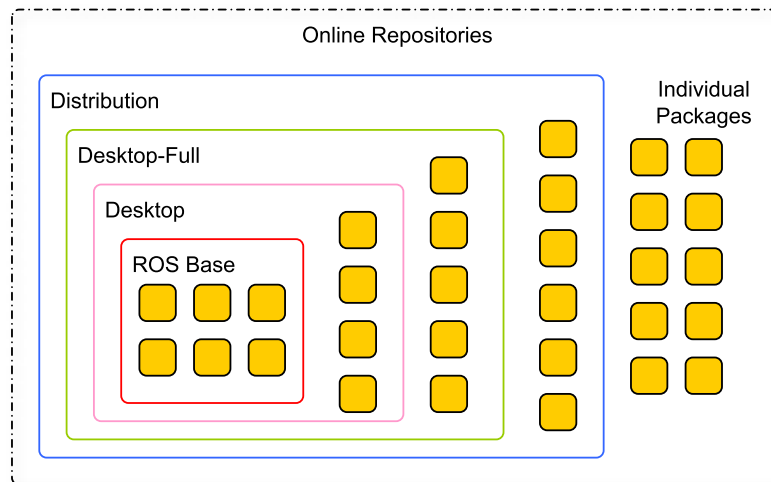 Online Repositories
Distribution
Individual
Packages
Desktop-Full
Desktop
ROS Base